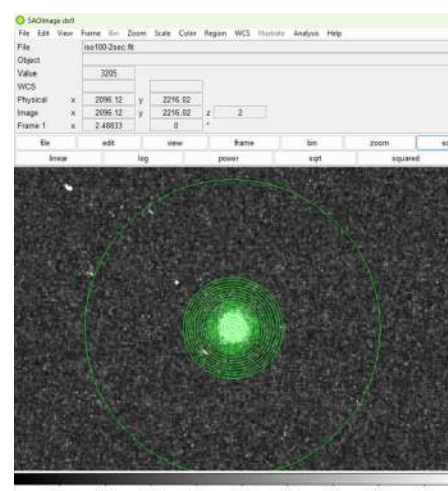 SAOImage ds9
File Edit View Frame Bin Zoom Scale Color Region WCS Illustrate Analysis Help
File iso100-2sec.fit
Object
Value 3205
WCS
Physical x 2096.12 y 2216.02
Image x 2096.12 y 2216.02 z 2
Frame 1 x 2.48833 0 °
file edit view frame bin zoom
linear log power sqrt squared